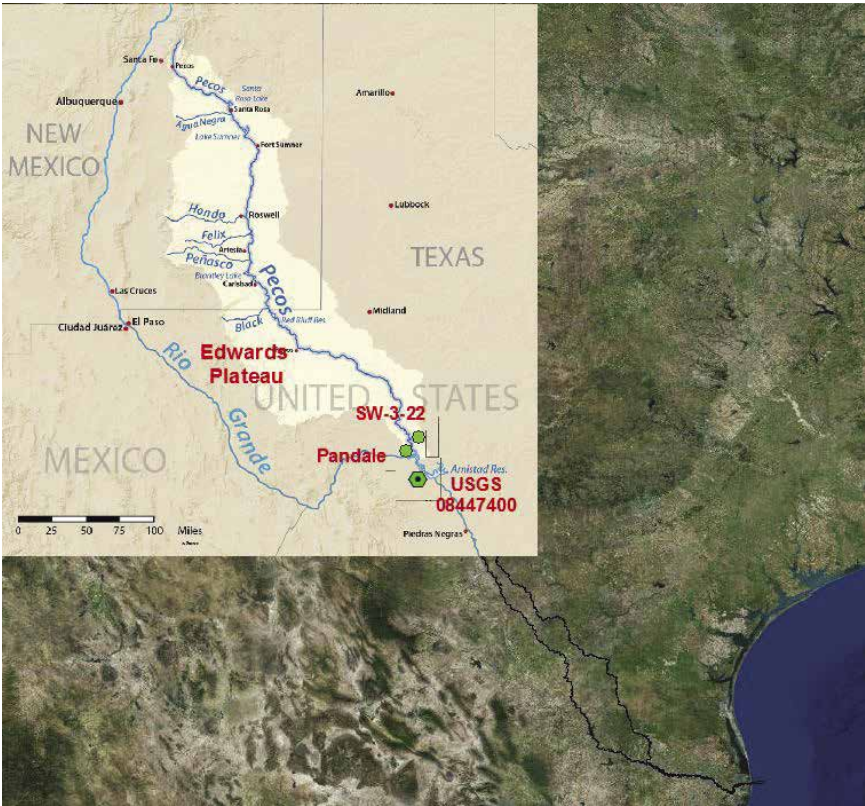 Santa Fe
Pecos
Pecos
Santa
Rosa Lake
Amarillo
Albuquerque
Santa Rosa
Agua Negra
Lake Sumner
NEW
MEXICO
Fort Sumner
Lubbock
Hondo
Roswell
Felix
Artesia
Peñasco
TEXAS
Brantley Lake
Carlsbad
Pecos
Las Cruces
Black
Red Bluff Res.
Midland
El Paso
Ciudad Juárez
Edwards
Plateau
Rio
Grande
UNITED STATES
SW-3-22
MEXICO
Pandale
Amistad Res.
USGS
08447400
0 25 50 75 100 Miles
Piedras Negras